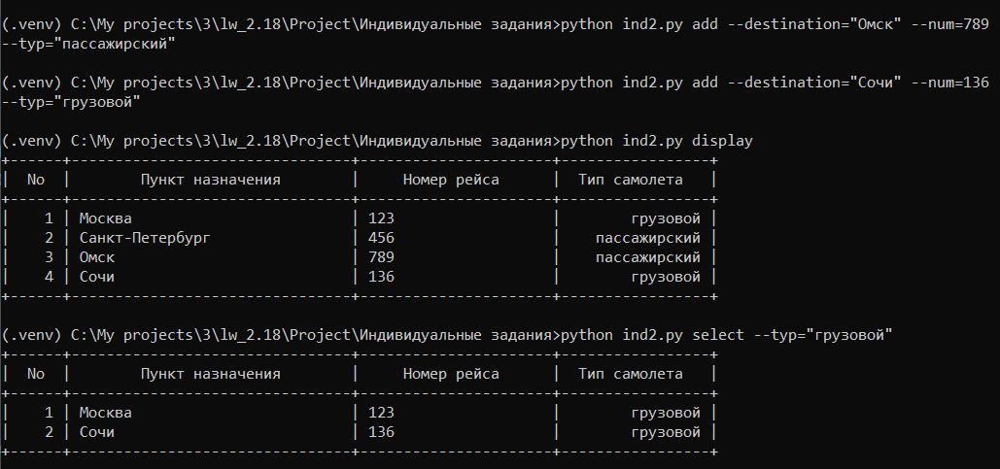 (.venv) C:\My projects\3\lw_2.18\Project\Индивидуальные задания>python ind2.py add --destination="Омск" --num=789
--typ="пассажирский"
(.venv) C:\My projects\3\lw_2.18\Project\Индивидуальные задания>python ind2.py add --destination="Сочи" --num=136
--typ="грузовой"
(.venv) C:\My projects\3\lw_2.18\Project\Индивидуальные задания>python ind2.py display
+------+--------------------------------+----------------------+-----------------+
|  No  |        Пункт назначения        |     Номер рейса      |  Тип самолета   |
+------+--------------------------------+----------------------+-----------------+
|    1 | Москва                         | 123                  |        грузовой |
|    2 | Санкт-Петербург                | 456                  |    пассажирский |
|    3 | Омск                           | 789                  |    пассажирский |
|    4 | Сочи                           | 136                  |        грузовой |
+------+--------------------------------+----------------------+-----------------+
(.venv) C:\My projects\3\lw_2.18\Project\Индивидуальные задания>python ind2.py select --typ="грузовой"
+------+--------------------------------+----------------------+-----------------+
|  No  |        Пункт назначения        |     Номер рейса      |  Тип самолета   |
+------+--------------------------------+----------------------+-----------------+
|    1 | Москва                         | 123                  |        грузовой |
|    2 | Сочи                           | 136                  |        грузовой |
+------+--------------------------------+----------------------+-----------------+